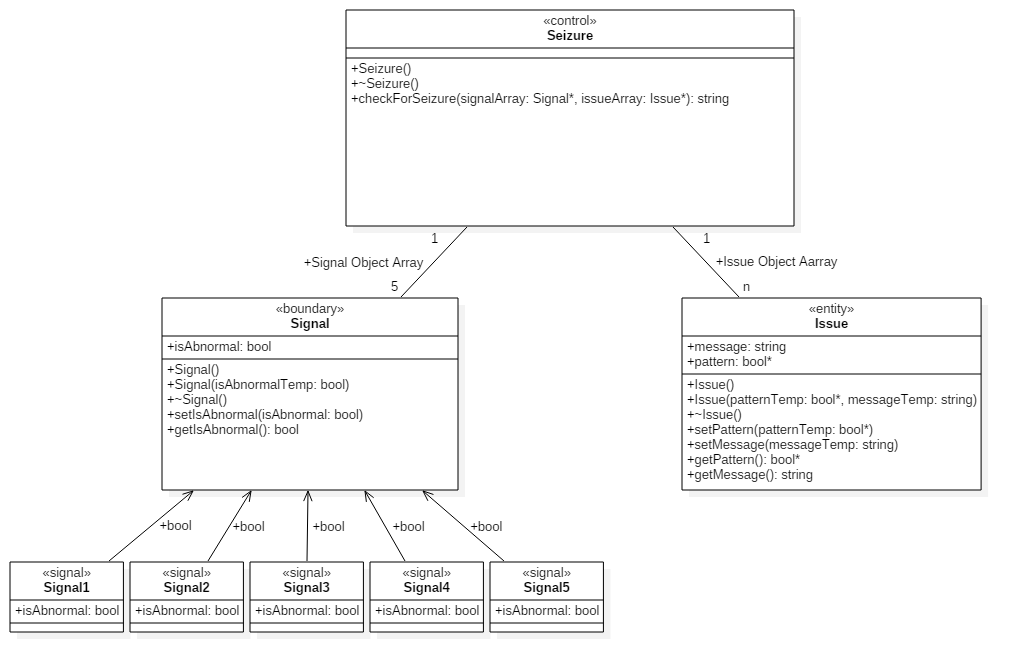 «control»
Seizure
+Seizure()
+~Seizure()
+checkForSeizure(signalArray: Signal*, issueArray: Issue*): string
1
1
+Signal Object Array
+Issue Object Aarray
5
n
«boundary»
Signal
+isAbnormal: bool
+Signal()
+Signal(isAbnormalTemp: bool)
+~Signal()
+setIsAbnormal(isAbnormal: bool)
+getIsAbnormal(): bool
«entity»
Issue
+message: string
+pattern: bool*
+Issue()
+Issue(patternTemp: bool*, messageTemp: string)
+~Issue()
+setPattern(patternTemp: bool*)
+setMessage(messageTemp: string)
+getPattern(): bool*
+getMessage(): string
+bool
+bool
+bool
+bool
+bool
«signal»
Signal1
+isAbnormal: bool
«signal»
Signal2
+isAbnormal: bool
«signal»
Signal3
+isAbnormal: bool
«signal»
Signal4
+isAbnormal: bool
«signal»
Signal5
+isAbnormal: bool